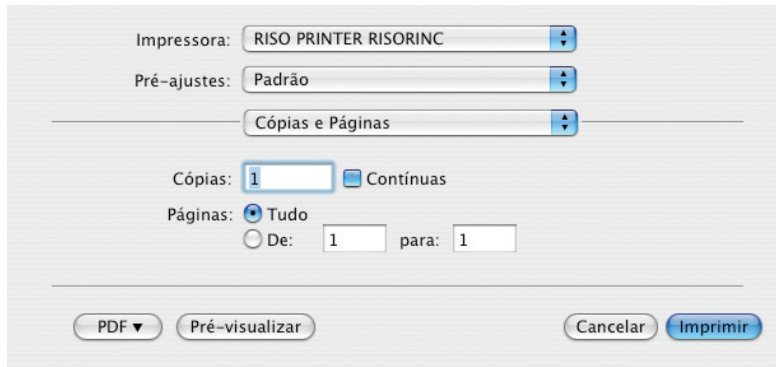 Impressora: RISO PRINTER RISORINC
Pré-ajustes: Padrão
Cópias e Páginas
Cópias: 1 Contínuas
Páginas: Tudo
De: 1 para: 1
PDF ▼ Pré-visualizar Cancelar Imprimir